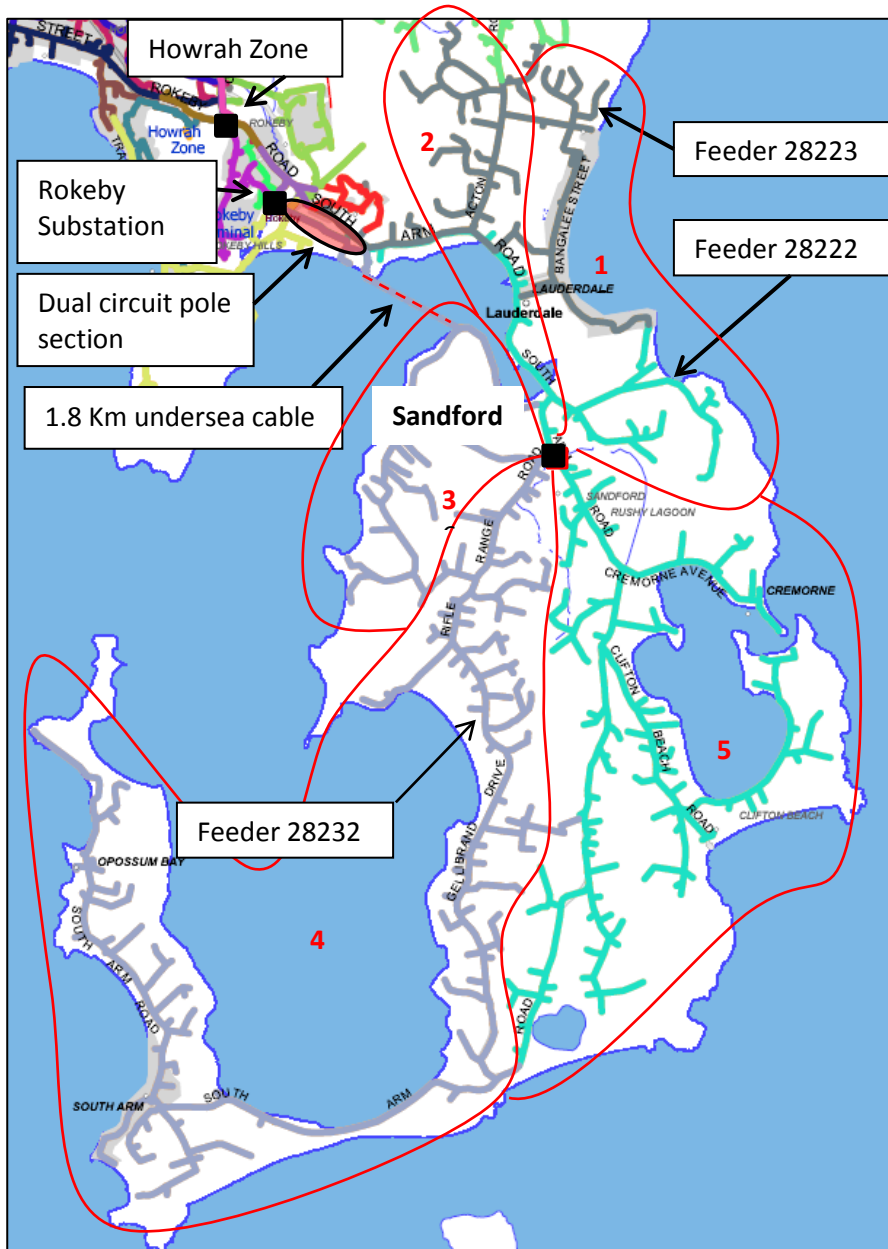 STREET
Howrah Zone
ROKEBY
ROKEBY
Howrah
Zone
ROAD
Feeder 28223
2
Rokeby
Substation
SOUTH
ACTON
BANGALEE STREET
ARM
ROAD
Feeder 28222
Dual circuit pole
section
1
LAUDERDALE
Lauderdale
1.8 Km undersea cable
SOUTH
Sandford
ROAD
3
SANDFORD
RUSHY LAGOON
ROAD
RANGE
CREMORNE AVENUE
CREMORNE
RIFLE
CLIFTON
BEACH
5
DRIVE
Feeder 28232
ROAD
CLIFTON BEACH
OPOSSUM BAY
GELLIBRAND
SOUTH
ARM
ROAD
4
ROAD
SOUTH ARM
SOUTH
ARM